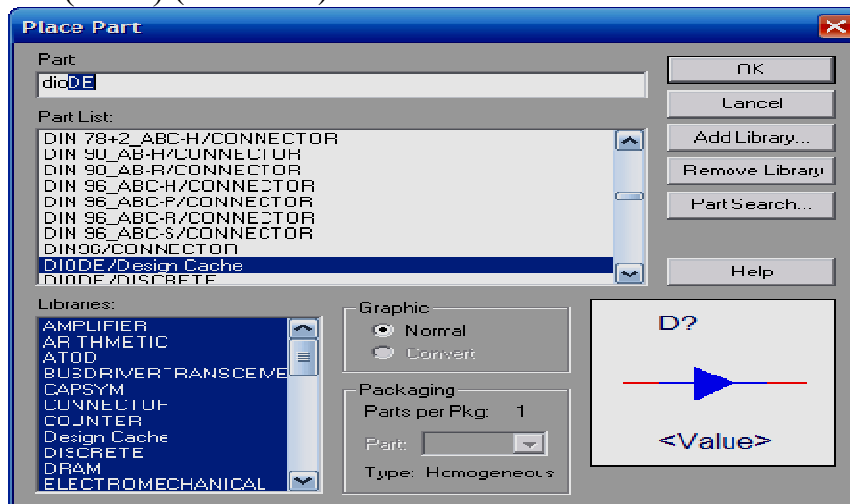 Place Part
Part
dioDE
Part List:
DIN 78+2_ABC-H/CONNECTOR
DIN 90_AB-H/CONNECTOR
DIN 90_AB-R/CONNECTOR
DIN 96_ABC-H/CONNECTOR
DIN 96_ABC-P/CONNECTOR
DIN 96_ABC-R/CONNECTOR
DIN 96_ABC-S/CONNECTOR
DIN96/CONNECTOR
DIODE/Design Cache
DIODE/DISCRETE
OK
Cancel
Add Library...
Remove Library
Part Search...
Help
Libraries:
AMPLIFIER
ARITHMETIC
ATOD
BUSDRIVERTRANSCEIVE
CAPSYM
CONNECTOR
COUNTER
Design Cache
DISCRETE
DRAM
ELECTROMECHANICAL
Graphic
Normal
Convert
Packaging
Parts per Pkg: 1
Part:
Type: Homogeneous
D?
<Value>